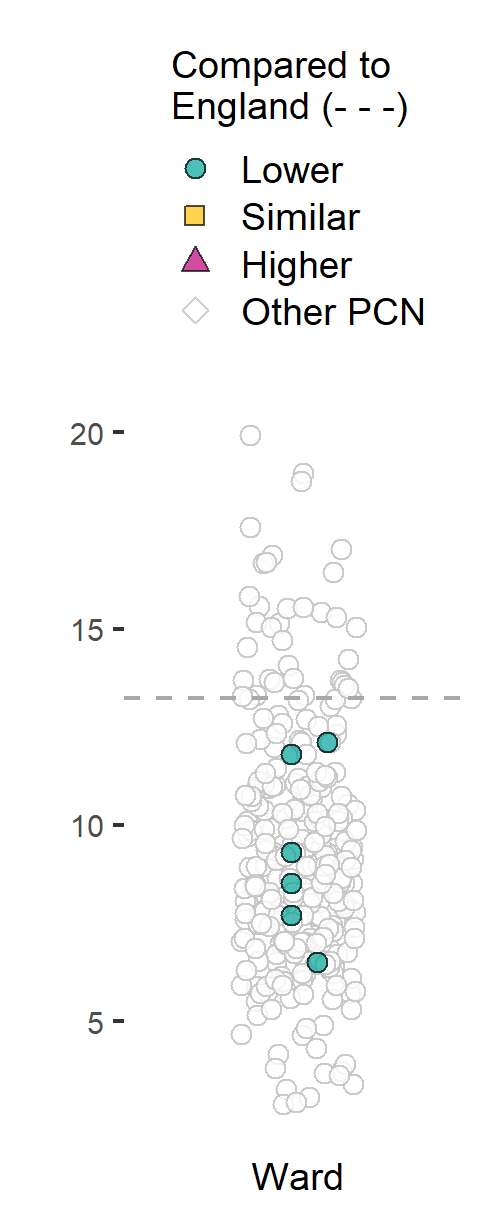 Compared to
England (- - -)
Lower
Similar
Higher
Other PCN
20
15
10
5
Ward